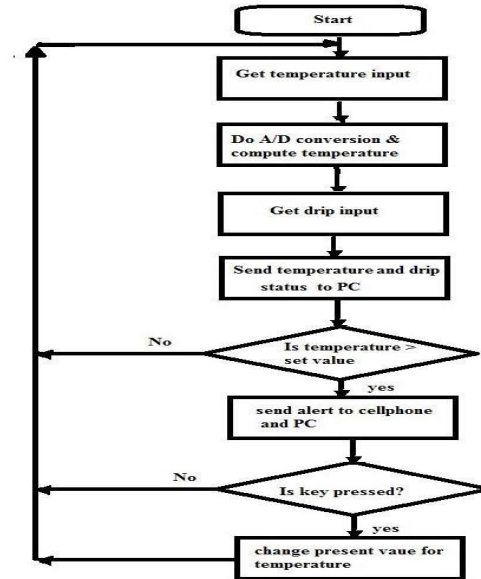 Start
Get temperature input
Do A/D conversion &
compute temperature
Get drip input
Send temperature and drip
status to PC
Is temperature >
set value
No
yes
send alert to cellphone
and PC
Is key pressed?
No
yes
change present vaue for
temperature